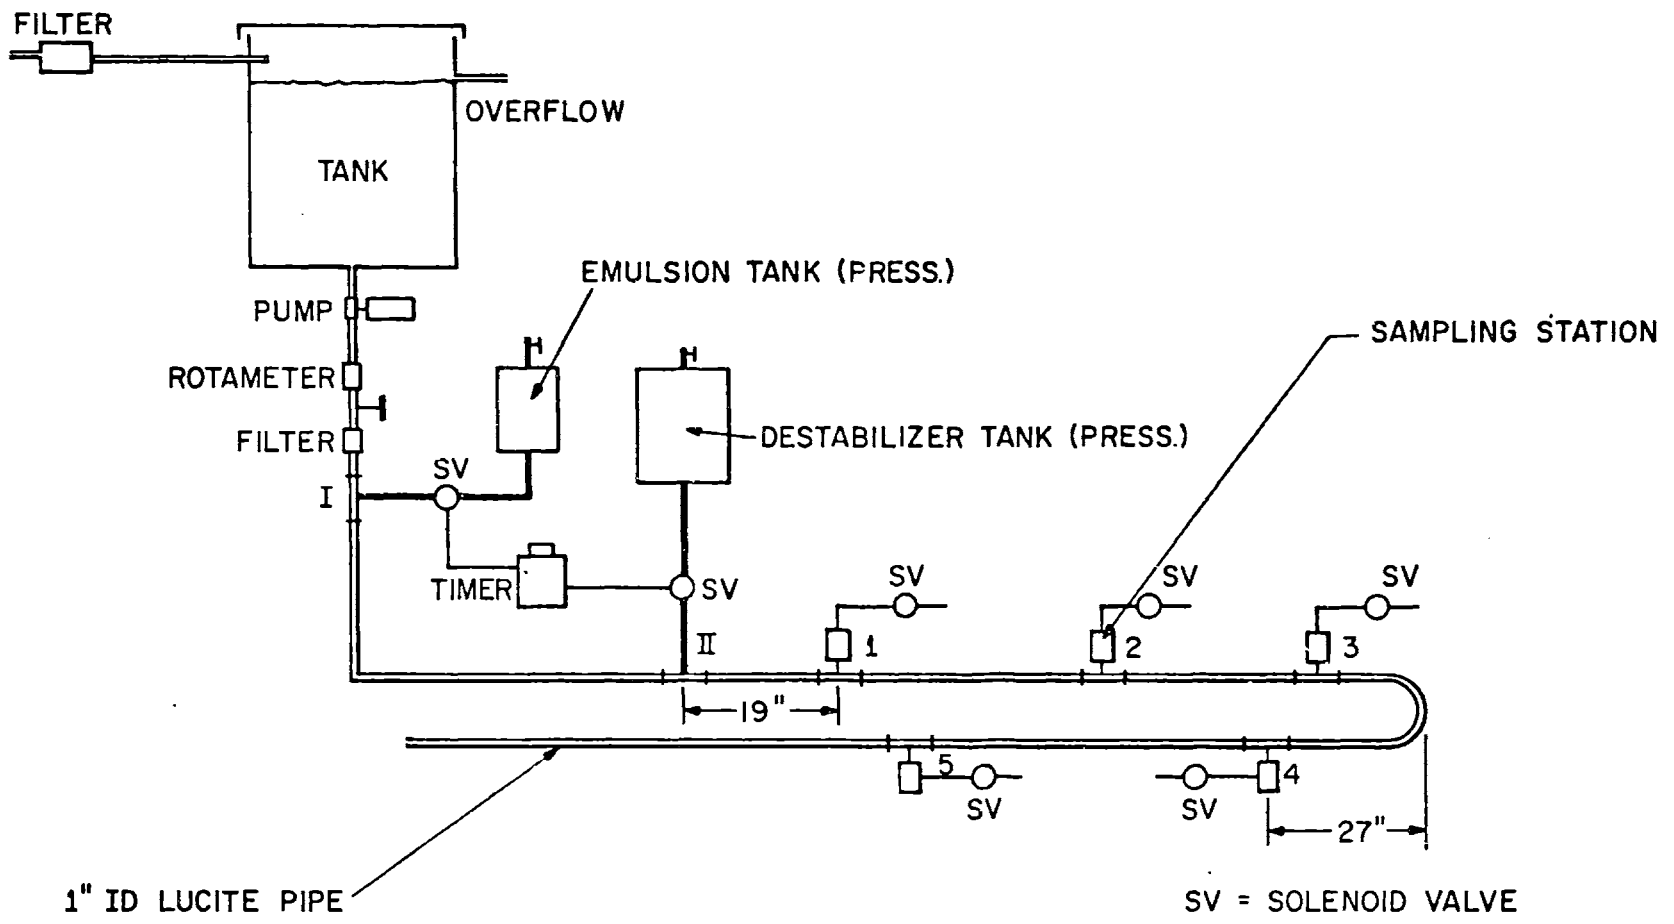 FILTER
OVERFLOW
TANK
EMULSION TANK (PRESS.)
PUMP
SAMPLING STATION
ROTAMETER
DESTABILIZER TANK (PRESS.)
FILTER
SV
I
TIMER
SV
SV
SV
SV
II
1
2
3
19"
5
4
SV
SV
27"
1" ID LUCITE PIPE
SV = SOLENOID VALVE